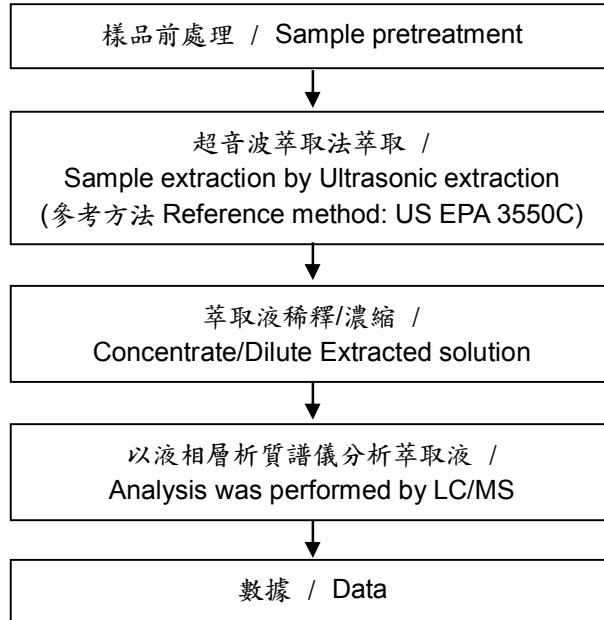 樣品前處理 / Sample pretreatment
超音波萃取法萃取 /
Sample extraction by Ultrasonic extraction
(參考方法 Reference method: US EPA 3550C)
萃取液稀釋/濃縮 /
Concentrate/Dilute Extracted solution
以液相層析質譜儀分析萃取液 /
Analysis was performed by LC/MS
數據 / Data